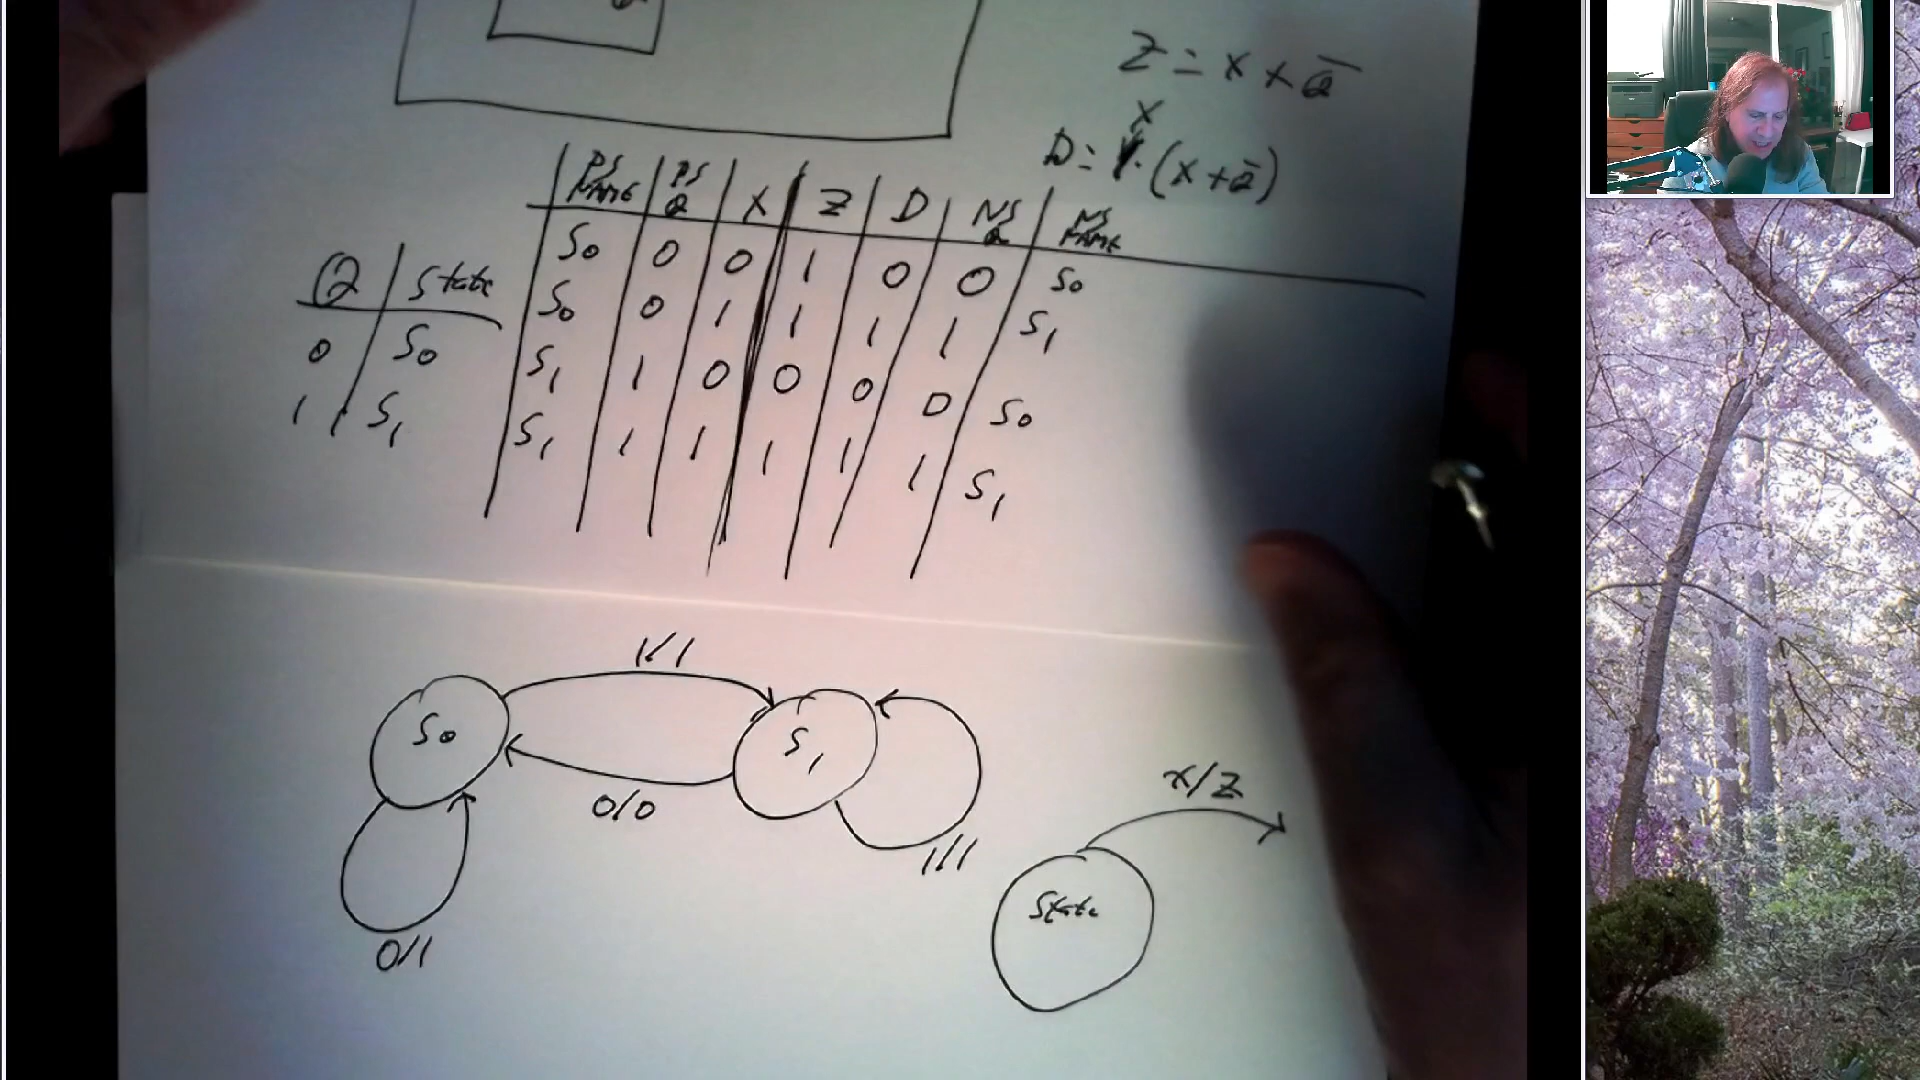 Z = X + Q̅
X
D = · (X + Q̅)
PS NAME | PS Q | X | Z | D | NS Q | NS NAME
S0 | 0 | 0 | 1 | 0 | 0 | S0
S0 | 0 | 1 | 1 | 1 | 1 | S1
S1 | 1 | 0 | 0 | 0 | 0 | S0
S1 | 1 | 1 | 1 | 1 | 1 | S1
Q | State
0 | S0
1 | S1
1/1
S0
S1
0/0
1/1
0/1
X/Z
State